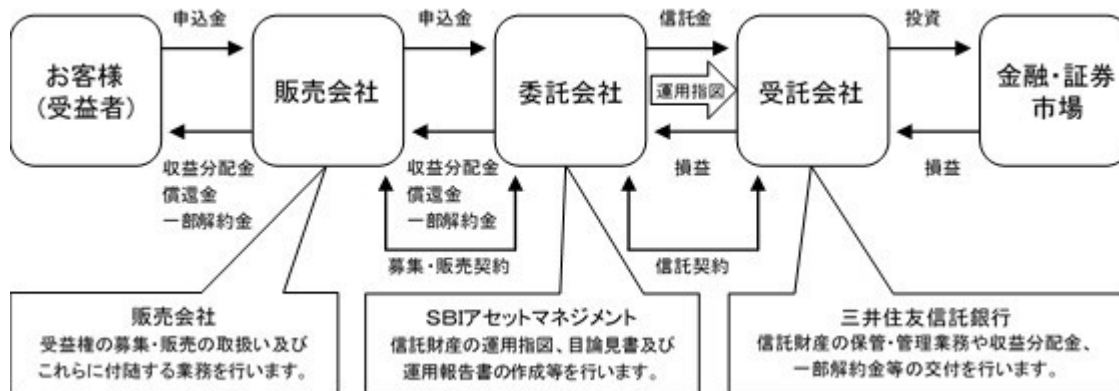 申込金
申込金
信託金
投資
お客様
(受益者)
販売会社
委託会社
運用指図
受託会社
金融・証券
市場
収益分配金
償還金
一部解約金
収益分配金
償還金
一部解約金
損益
損益
募集・販売契約
信託契約
販売会社
受益権の募集・販売の取扱い及び
これらに付随する業務を行います。
SBIアセットマネジメント
信託財産の運用指図、目論見書及び
運用報告書の作成等を行います。
三井住友信託銀行
信託財産の保管・管理業務や収益分配金、
一部解約金等の交付を行います。